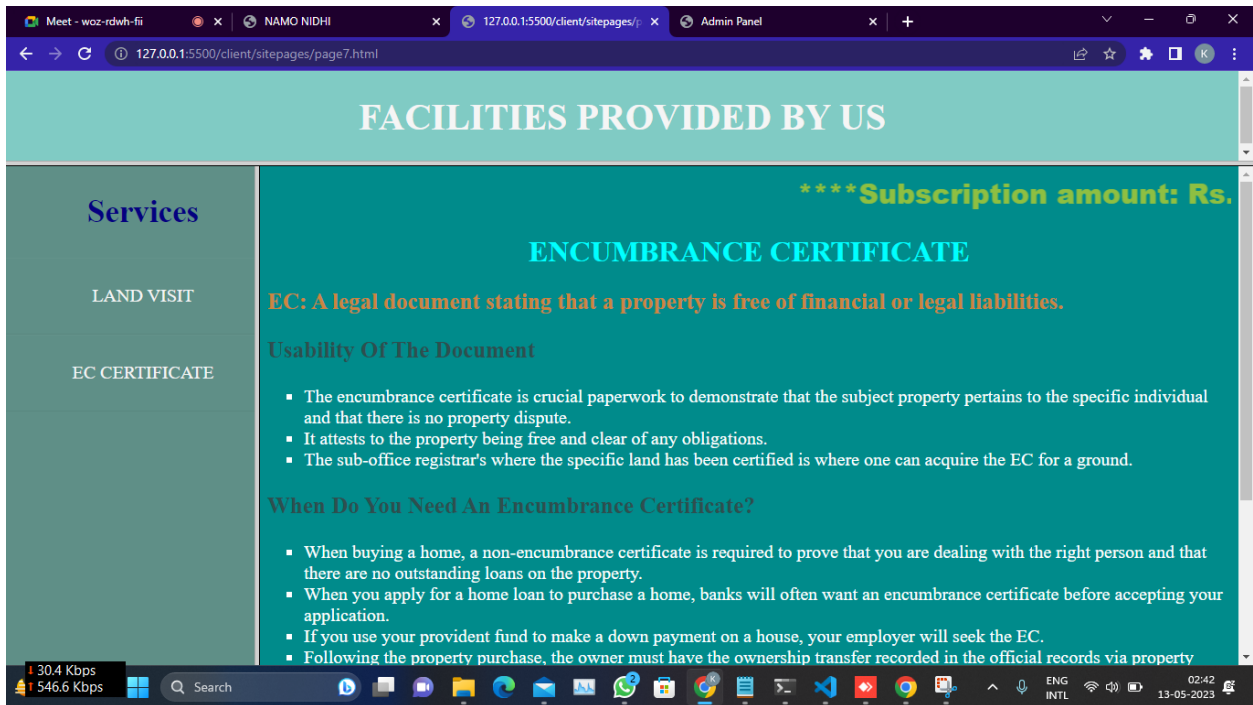 Meet - woz-rdwh-fii
NAMO NIDHI
127.0.0.1:5500/client/sitepages/p
Admin Panel
127.0.0.1:5500/client/sitepages/page7.html
K
FACILITIES PROVIDED BY US
Services
LAND VISIT
EC CERTIFICATE
****Subscription amount: Rs.
ENCUMBRANCE CERTIFICATE
EC: A legal document stating that a property is free of financial or legal liabilities.
Usability Of The Document
The encumbrance certificate is crucial paperwork to demonstrate that the subject property pertains to the specific individual
and that there is no property dispute.
It attests to the property being free and clear of any obligations.
The sub-office registrar's where the specific land has been certified is where one can acquire the EC for a ground.
When Do You Need An Encumbrance Certificate?
When buying a home, a non-encumbrance certificate is required to prove that you are dealing with the right person and that
there are no outstanding loans on the property.
When you apply for a home loan to purchase a home, banks will often want an encumbrance certificate before accepting your
application.
If you use your provident fund to make a down payment on a house, your employer will seek the EC.
Following the property purchase, the owner must have the ownership transfer recorded in the official records via property
30.4 Kbps
546.6 Kbps
Search
2
K
ENG
INTL
02:42
13-05-2023